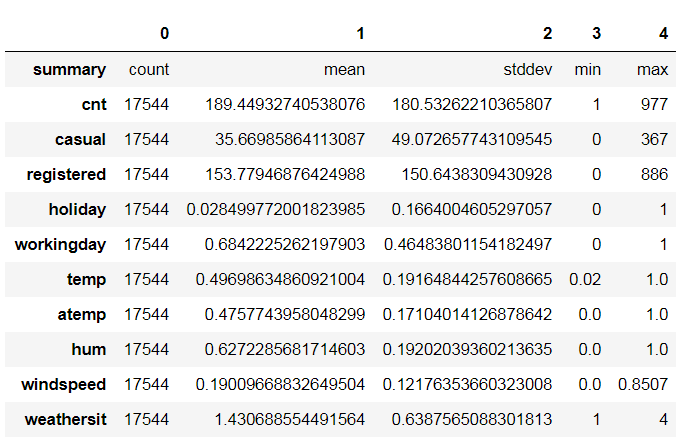 0 1 2 3 4
summary count mean stddev min max
cnt 17544 189.44932740538076 180.53262210365807 1 977
casual 17544 35.66985864113087 49.072657743109545 0 367
registered 17544 153.77946876424988 150.6438309430928 0 886
holiday 17544 0.028499772001823985 0.1664004605297057 0 1
workingday 17544 0.6842225262197903 0.46483801154182497 0 1
temp 17544 0.49698634860921004 0.19164844257608665 0.02 1.0
atemp 17544 0.4757743958048299 0.17104014126878642 0.0 1.0
hum 17544 0.6272285681714603 0.19202039360213635 0.0 1.0
windspeed 17544 0.19009668832649504 0.12176353660323008 0.0 0.8507
weathersit 17544 1.430688554491564 0.6387565088301813 1 4